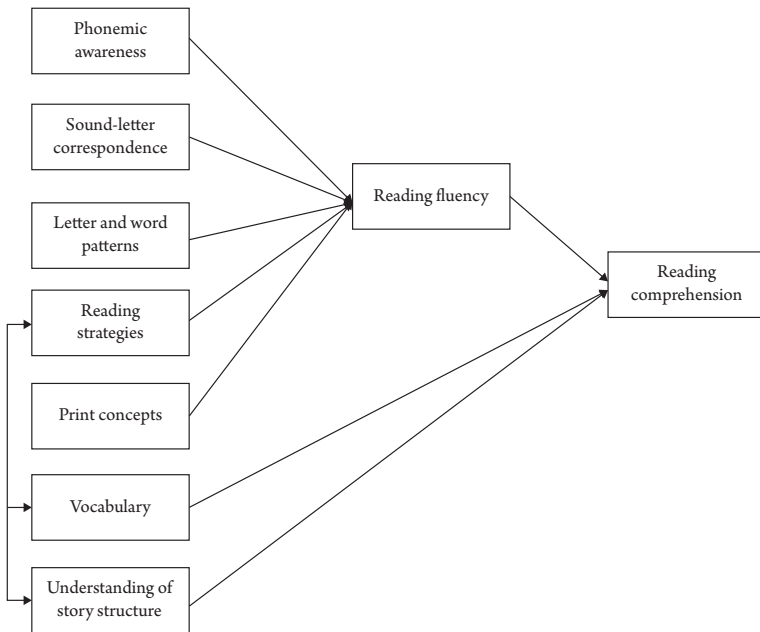 Phonemic
awareness
Sound-letter
correspondence
Letter and word
patterns
Reading
strategies
Print concepts
Vocabulary
Understanding of
story structure
Reading fluency
Reading
comprehension